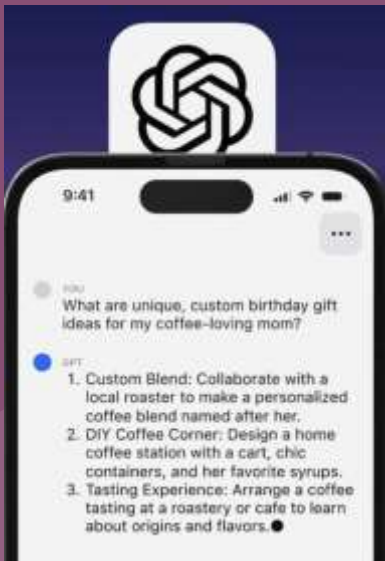 9:41
YOU
What are unique, custom birthday gift
ideas for my coffee-loving mom?
GPT
1. Custom Blend: Collaborate with a
local roaster to make a personalized
coffee blend named after her.
2. DIY Coffee Corner: Design a home
coffee station with a cart, chic
containers, and her favorite syrups.
3. Tasting Experience: Arrange a coffee
tasting at a roastery or cafe to learn
about origins and flavors.